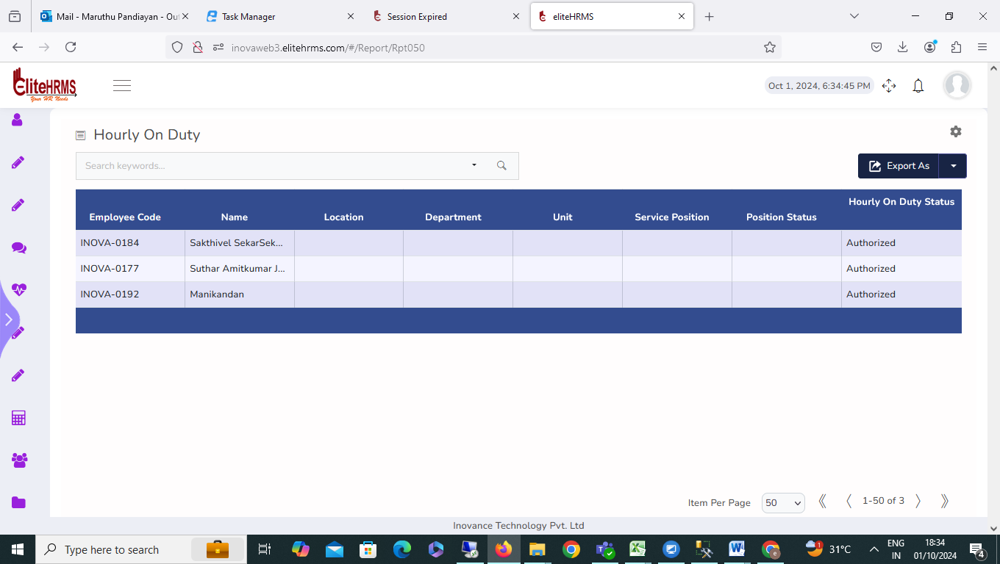 Mail - Maruthu Pandiayan - Out
Task Manager
Session Expired
eliteHRMS
inovaweb3.elitehrms.com/#/Report/Rpt050
EliteHRMS
Your HR Needs
Oct 1, 2024, 6:34:45 PM
Hourly On Duty
Search keywords...
Export As
Employee Code Name Location Department Unit Service Position Position Status Hourly On Duty Status
INOVA-0184 Sakthivel SekarSek... Authorized
INOVA-0177 Suthar Amitkumar J... Authorized
INOVA-0192 Manikandan Authorized
Item Per Page 50 1-50 of 3
Inovance Technology Pvt. Ltd
Type here to search
1
31°C
ENG
IN
18:34
01/10/2024
4